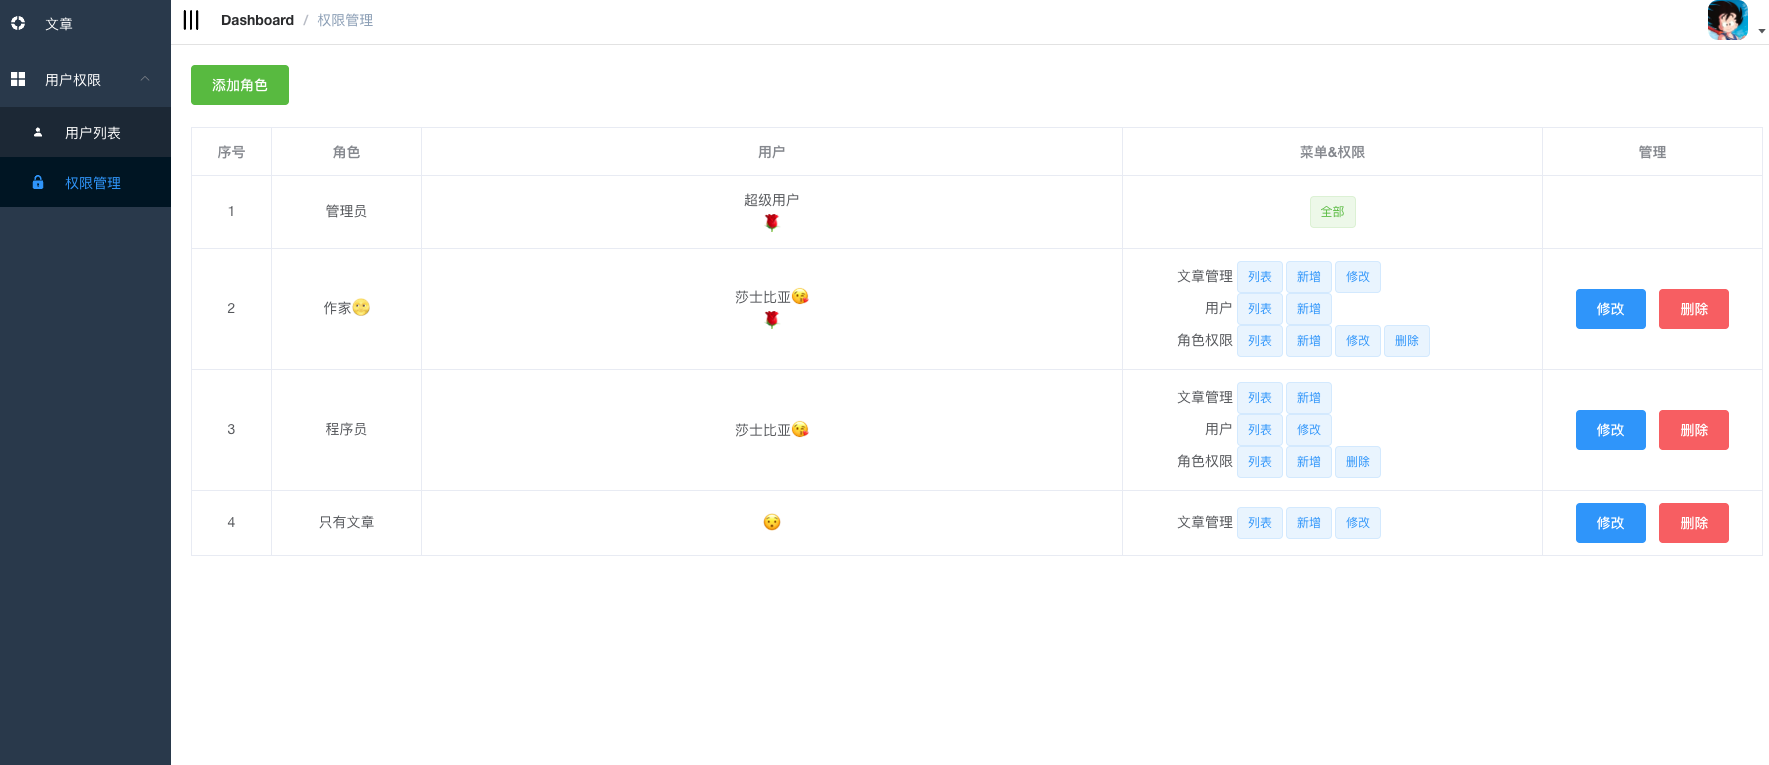 文章
用户权限
用户列表
权限管理
Dashboard / 权限管理
添加角色
序号 角色 用户 菜单&权限 管理
1 管理员 超级用户 🌹 全部
2 作家🌝 莎士比亚😘 🌹
文章管理 列表 新增 修改
用户 列表 新增
角色权限 列表 新增 修改 删除
修改 删除
3 程序员 莎士比亚😘
文章管理 列表 新增
用户 列表 修改
角色权限 列表 新增 删除
修改 删除
4 只有文章 😯 文章管理 列表 新增 修改 修改 删除